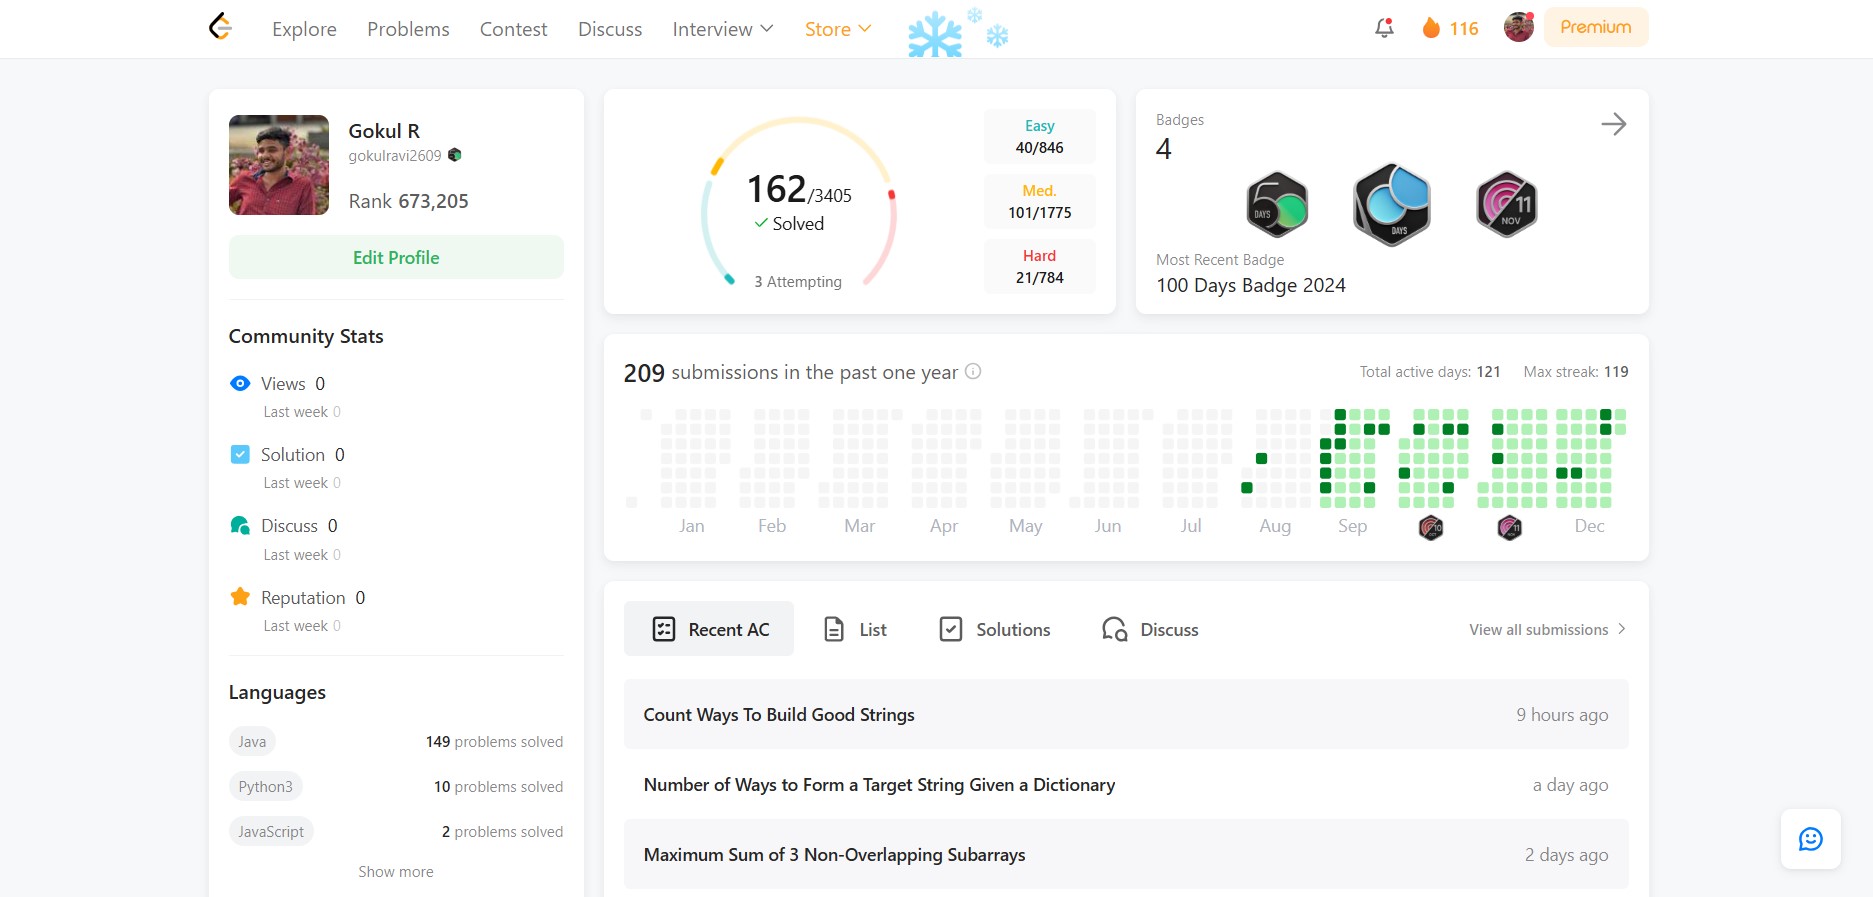 Explore Problems Contest Discuss Interview Store 116 Premium
Gokul R
gokulravi2609
Rank 673,205
Edit Profile
Community Stats
Views 0
Last week 0
Solution 0
Last week 0
Discuss 0
Last week 0
Reputation 0
Last week 0
Languages
Java 149 problems solved
Python3 10 problems solved
JavaScript 2 problems solved
Show more
162/3405
Solved
3 Attempting
Easy
40/846
Med.
101/1775
Hard
21/784
Badges
4
50 DAYS
DAYS
11 NOV
Most Recent Badge
100 Days Badge 2024
209 submissions in the past one year Total active days: 121 Max streak: 119
Jan Feb Mar Apr May Jun Jul Aug Sep 10 11 Dec
Recent AC List Solutions Discuss View all submissions
Count Ways To Build Good Strings 9 hours ago
Number of Ways to Form a Target String Given a Dictionary a day ago
Maximum Sum of 3 Non-Overlapping Subarrays 2 days ago